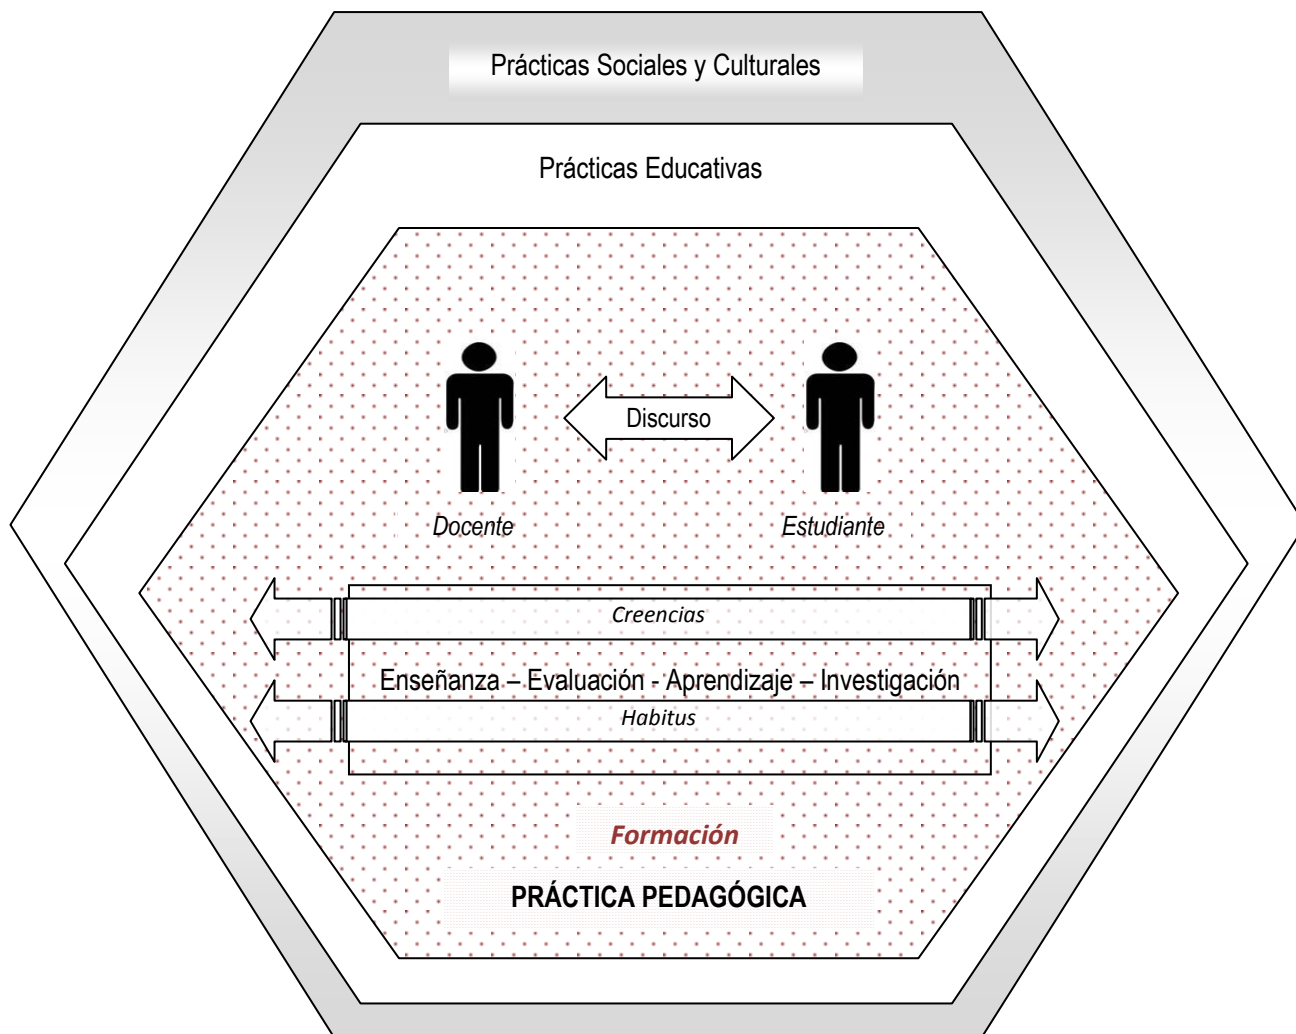 Prácticas Sociales y Culturales
Prácticas Educativas
Discurso
Docente
Estudiante
Creencias
Enseñanza – Evaluación - Aprendizaje – Investigación
Habitus
Formación
PRÁCTICA PEDAGÓGICA